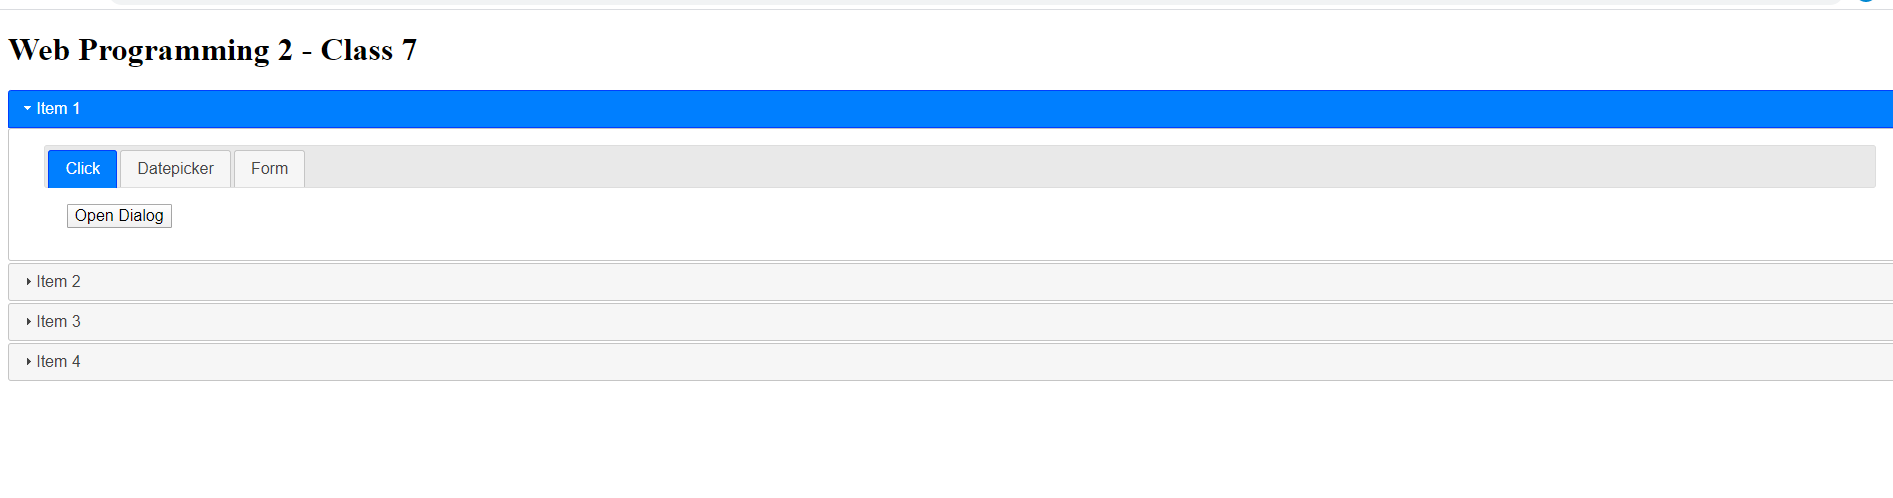 Web Programming 2 - Class 7
Item 1
Click Datepicker Form
Open Dialog
Item 2
Item 3
Item 4